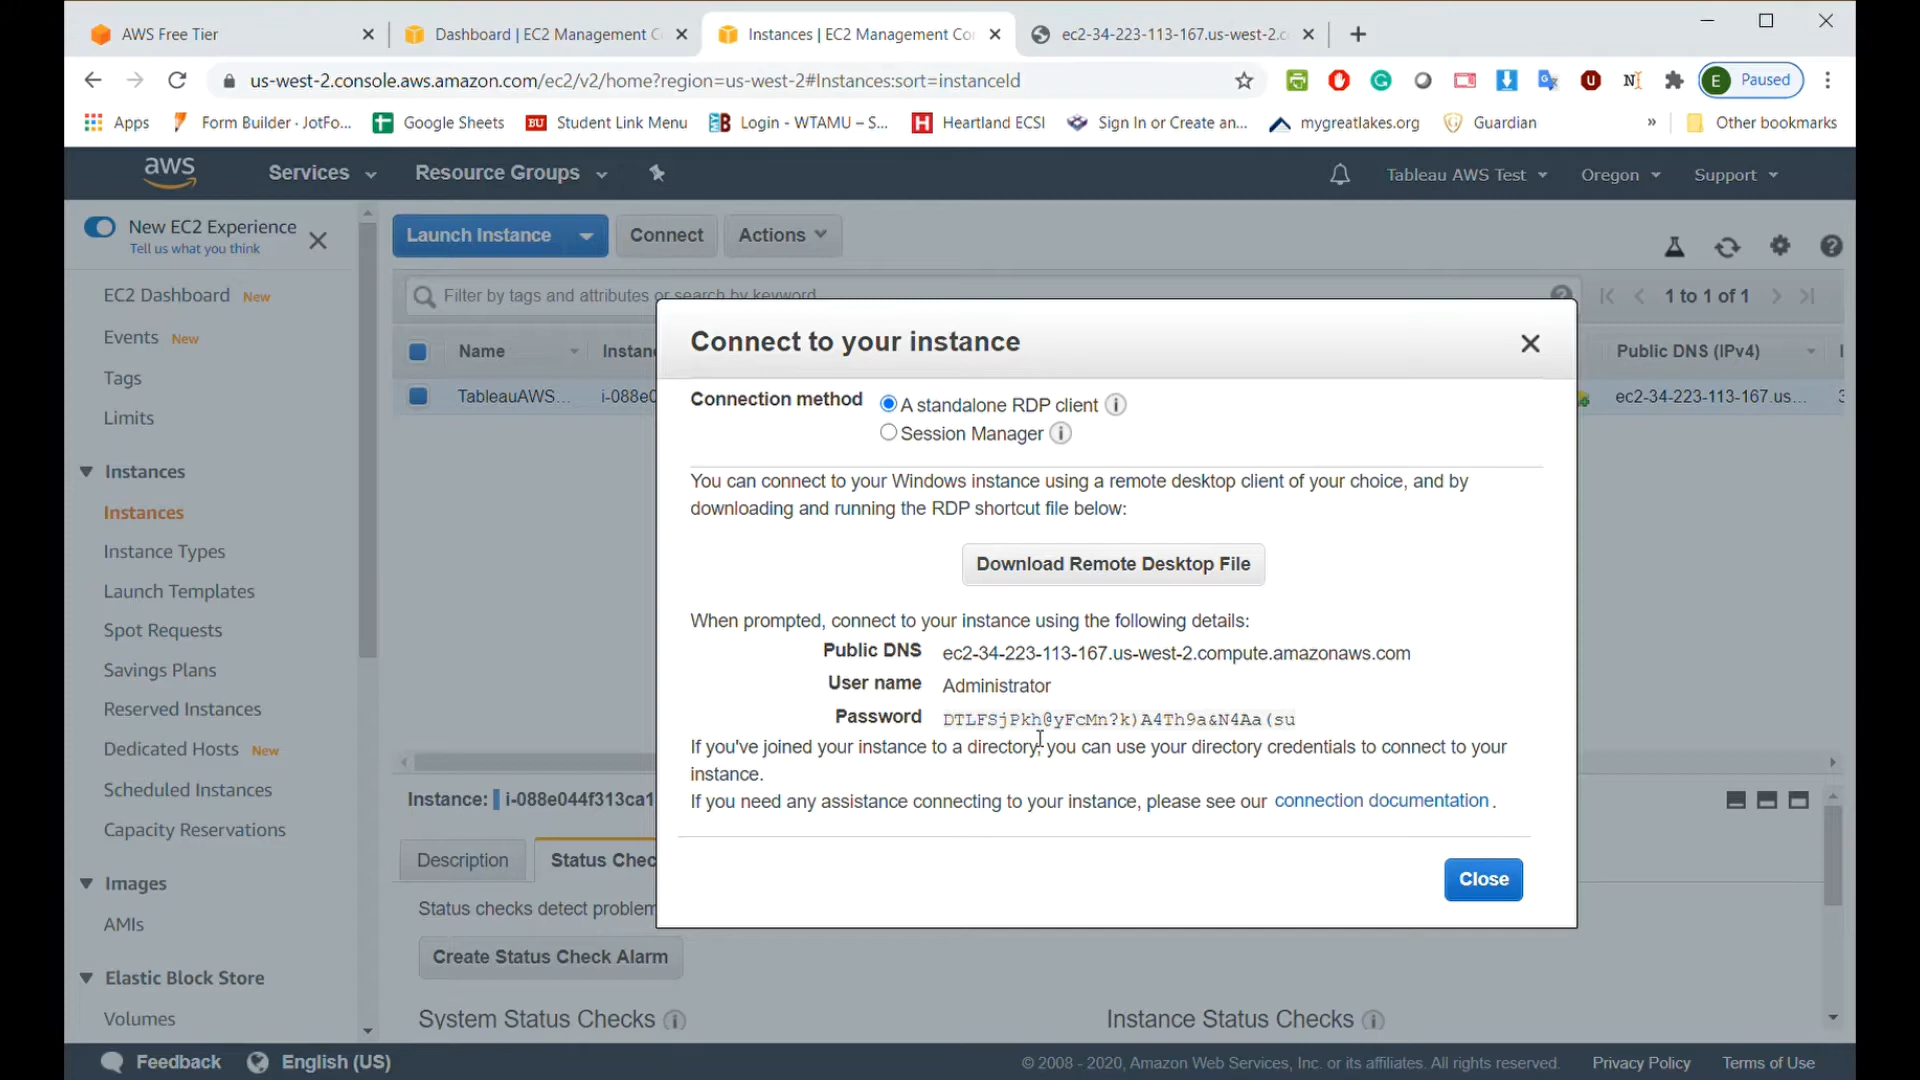 AWS Free Tier
Dashboard | EC2 Management C
Instances | EC2 Management Con
ec2-34-223-113-167.us-west-2.c
us-west-2.console.aws.amazon.com/ec2/v2/home?region=us-west-2#Instances:sort=instanceId
E Paused
Apps
Form Builder · JotFo...
Google Sheets
BU Student Link Menu
Login - WTAMU – S...
Heartland ECSI
Sign In or Create an...
mygreatlakes.org
Guardian
»
Other bookmarks
aws
Services
Resource Groups
Tableau AWS Test
Oregon
Support
New EC2 Experience
Tell us what you think
EC2 Dashboard New
Events New
Tags
Limits
Instances
Instances
Instance Types
Launch Templates
Spot Requests
Savings Plans
Reserved Instances
Dedicated Hosts New
Scheduled Instances
Capacity Reservations
Images
AMIs
Elastic Block Store
Volumes
Launch Instance
Connect
Actions
Filter by tags and attributes or search by keyword
1 to 1 of 1
Name
Instan
Public DNS (IPv4)
TableauAWS...
i-088e0
ec2-34-223-113-167.us...
Connect to your instance
Connection method
A standalone RDP client
Session Manager
You can connect to your Windows instance using a remote desktop client of your choice, and by
downloading and running the RDP shortcut file below:
Download Remote Desktop File
When prompted, connect to your instance using the following details:
Public DNS ec2-34-223-113-167.us-west-2.compute.amazonaws.com
User name Administrator
Password DTLFSjPkh@yFcMn?k)A4Th9a&N4Aa(su
If you've joined your instance to a directory, you can use your directory credentials to connect to your
instance.
If you need any assistance connecting to your instance, please see our connection documentation .
Close
Instance: i-088e044f313ca1
Description
Status Chec
Status checks detect problem
Create Status Check Alarm
System Status Checks
Instance Status Checks
Feedback
English (US)
© 2008 - 2020, Amazon Web Services, Inc. or its affiliates. All rights reserved.
Privacy Policy
Terms of Use